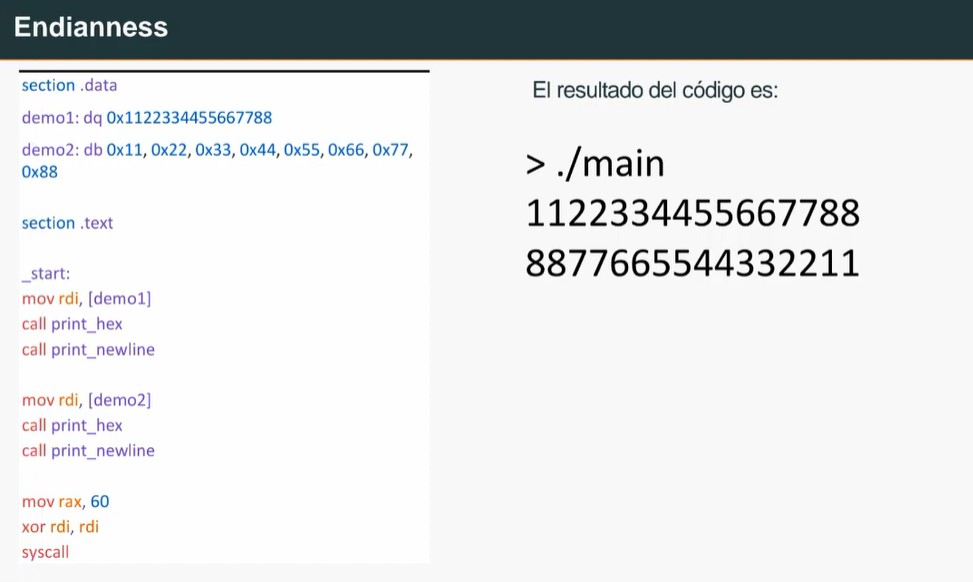 Endianness
section .data
demo1: dq 0x1122334455667788
demo2: db 0x11, 0x22, 0x33, 0x44, 0x55, 0x66, 0x77,
0x88
section .text
_start:
mov rdi, [demo1]
call print_hex
call print_newline
mov rdi, [demo2]
call print_hex
call print_newline
mov rax, 60
xor rdi, rdi
syscall
El resultado del código es:
> ./main
1122334455667788
8877665544332211